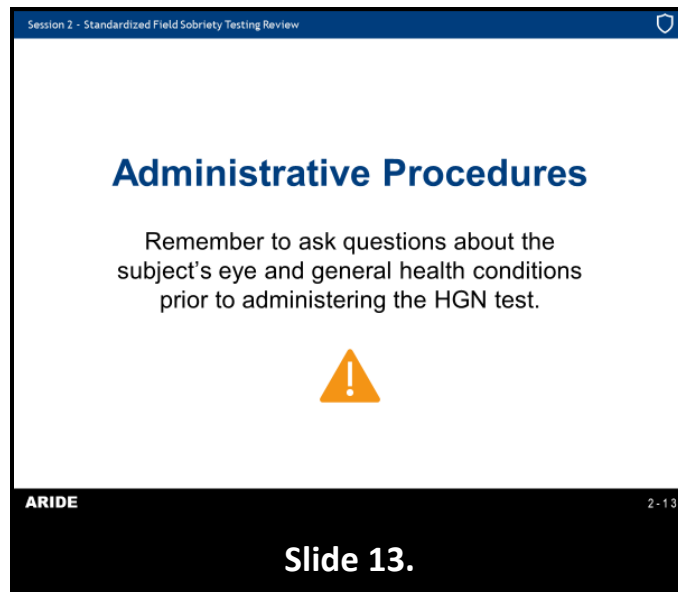 Session 2 - Standardized Field Sobriety Testing Review
Administrative Procedures
Remember to ask questions about the
subject's eye and general health conditions
prior to administering the HGN test.
ARIDE
2-13
Slide 13.